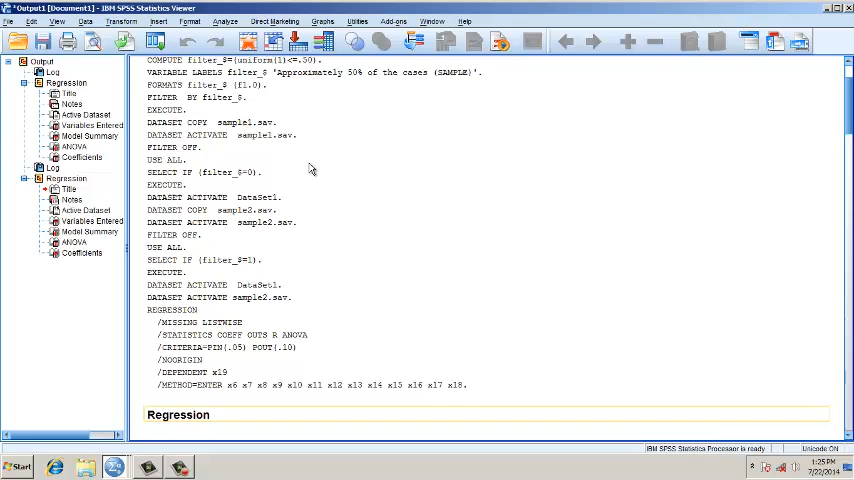 *Output1 [Document1] - IBM SPSS Statistics Viewer
File Edit View Data Transform Insert Format Analyze Direct Marketing Graphs Utilities Add-ons Window Help
Output
Log
Regression
Title
Notes
Active Dataset
Variables Entered
Model Summary
ANOVA
Coefficients
Log
Regression
Title
Notes
Active Dataset
Variables Entered
Model Summary
ANOVA
Coefficients
COMPUTE filter_$=(uniform(1)<=.50).
VARIABLE LABELS filter_$ 'Approximately 50% of the cases (SAMPLE)'.
FORMATS filter_$ (f1.0).
FILTER BY filter_$.
EXECUTE.
DATASET COPY sample1.sav.
DATASET ACTIVATE sample1.sav.
FILTER OFF.
USE ALL.
SELECT IF (filter_$=0).
EXECUTE.
DATASET ACTIVATE DataSet1.
DATASET COPY sample2.sav.
DATASET ACTIVATE sample2.sav.
FILTER OFF.
USE ALL.
SELECT IF (filter_$=1).
EXECUTE.
DATASET ACTIVATE DataSet1.
DATASET ACTIVATE sample2.sav.
REGRESSION
/MISSING LISTWISE
/STATISTICS COEFF OUTS R ANOVA
/CRITERIA=PIN(.05) POUT(.10)
/NOORIGIN
/DEPENDENT x19
/METHOD=ENTER x6 x7 x8 x9 x10 x11 x12 x13 x14 x15 x16 x17 x18.
Regression
IBM SPSS Statistics Processor is ready Unicode:ON
Start
1:25 PM
7/22/2014